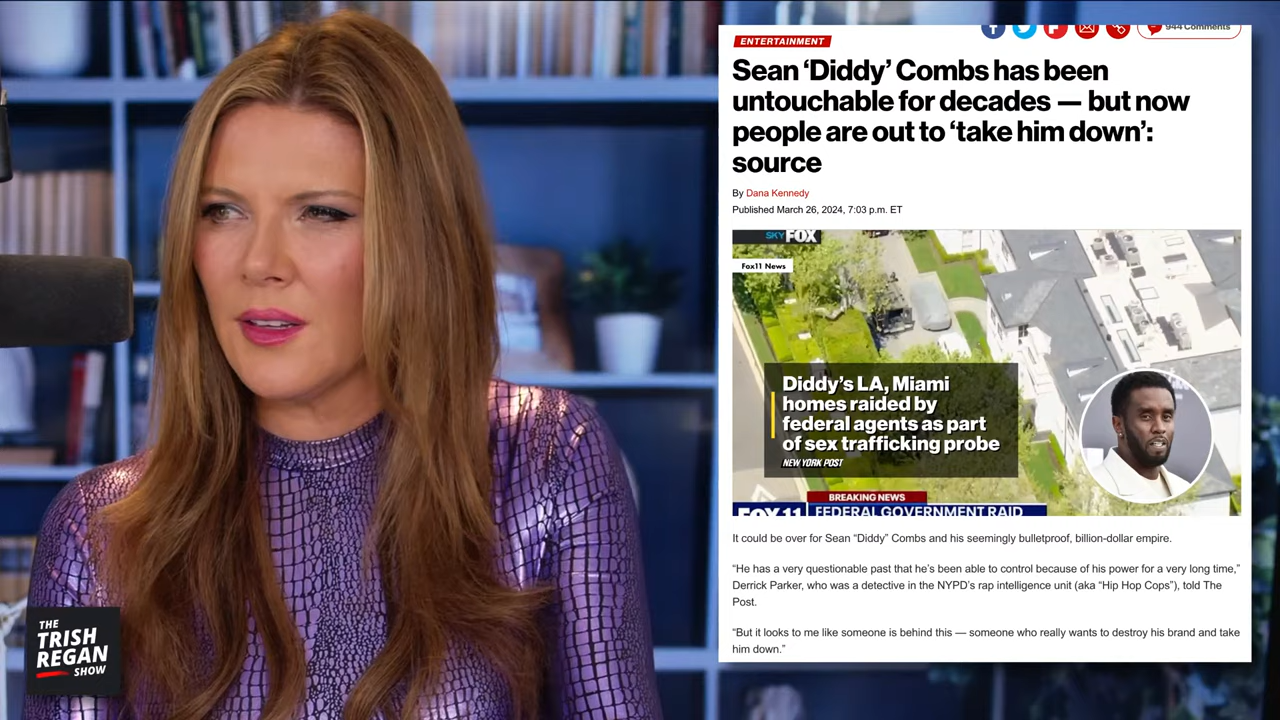 944 Comments
ENTERTAINMENT
Sean ‘Diddy’ Combs has been
untouchable for decades — but now
people are out to ‘take him down’:
source
By Dana Kennedy
Published March 26, 2024, 7:03 p.m. ET
SKYFOX
Fox11 News
Diddy’s LA, Miami
homes raided by
federal agents as part
of sex trafficking probe
NEW YORK POST
BREAKING NEWS
FOX 11 FEDERAL GOVERNMENT RAID
It could be over for Sean “Diddy” Combs and his seemingly bulletproof, billion-dollar empire.
“He has a very questionable past that he’s been able to control because of his power for a very long time,”
Derrick Parker, who was a detective in the NYPD’s rap intelligence unit (aka “Hip Hop Cops”), told The
Post.
“But it looks to me like someone is behind this — someone who really wants to destroy his brand and take
him down.”
THE
TRISH
REGAN
SHOW